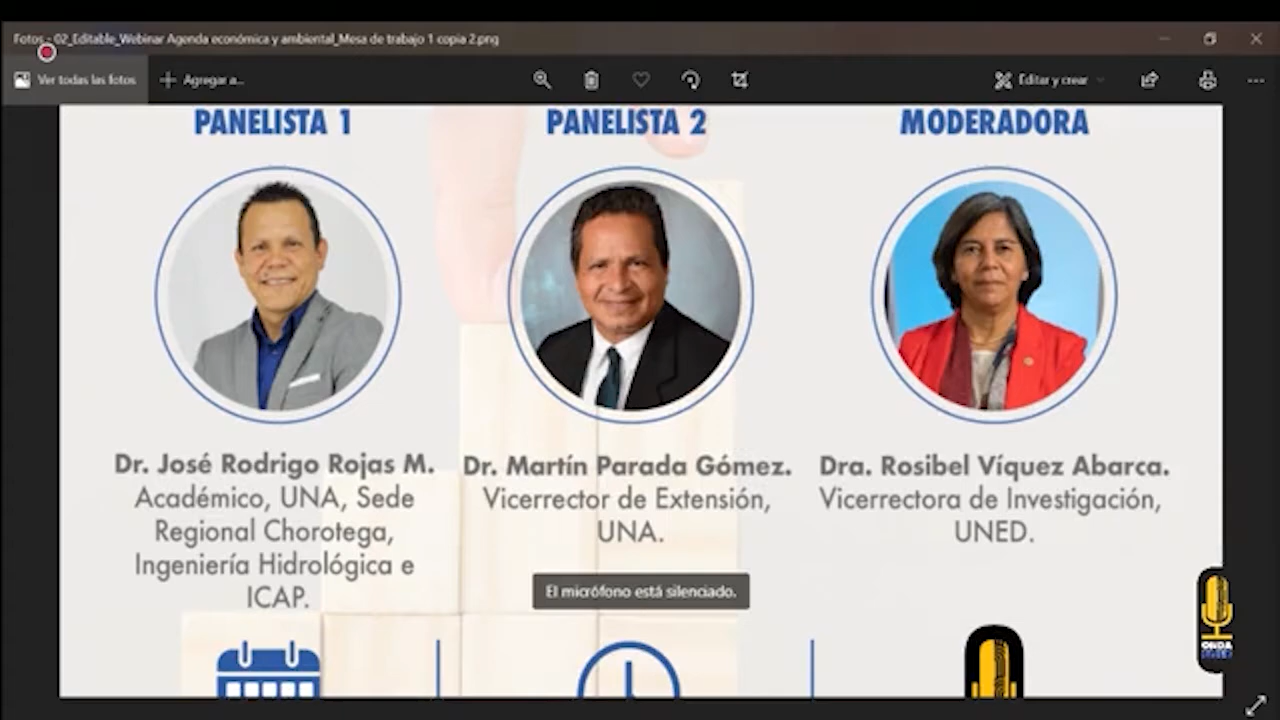 Fotos - 02_Editable_Webinar Agenda económica y ambiental_Mesa de trabajo 1 copia 2.png
Ver todas las fotos
Agregar a...
Editar y crear
PANELISTA 1
PANELISTA 2
MODERADORA
Dr. José Rodrigo Rojas M.
Académico, UNA, Sede
Regional Chorotega,
Ingeniería Hidrológica e
ICAP.
Dr. Martín Parada Gómez.
Vicerrector de Extensión,
UNA.
Dra. Rosibel Víquez Abarca.
Vicerrectora de Investigación,
UNED.
El micrófono está silenciado.
ONDA